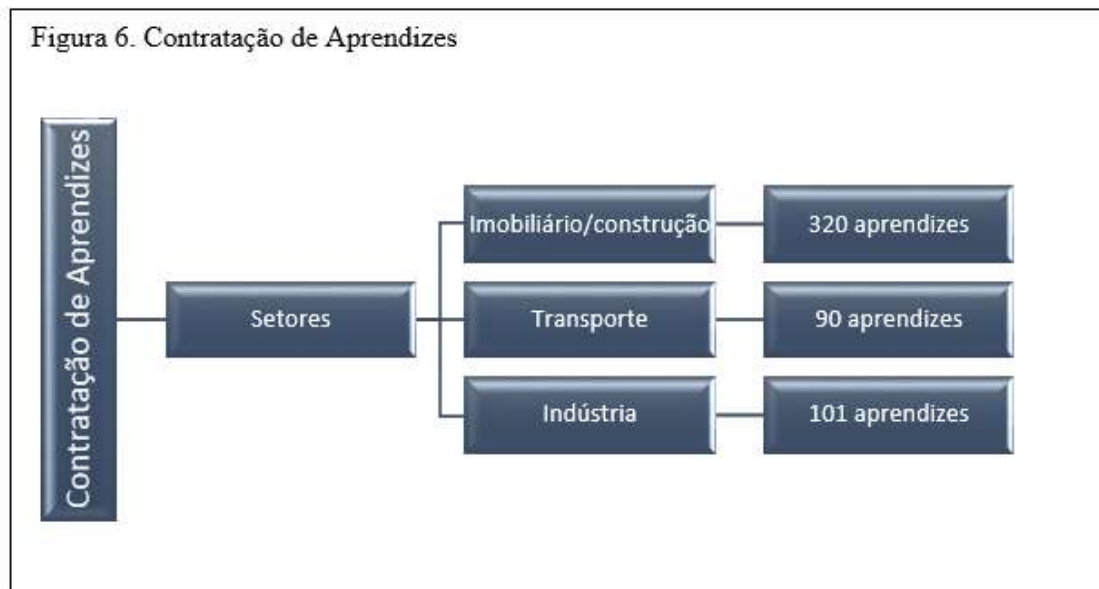 Figura 6. Contratação de Aprendizes
Contratação de Aprendizes
Setores
Imobiliário/construção
320 aprendizes
Transporte
90 aprendizes
Indústria
101 aprendizes